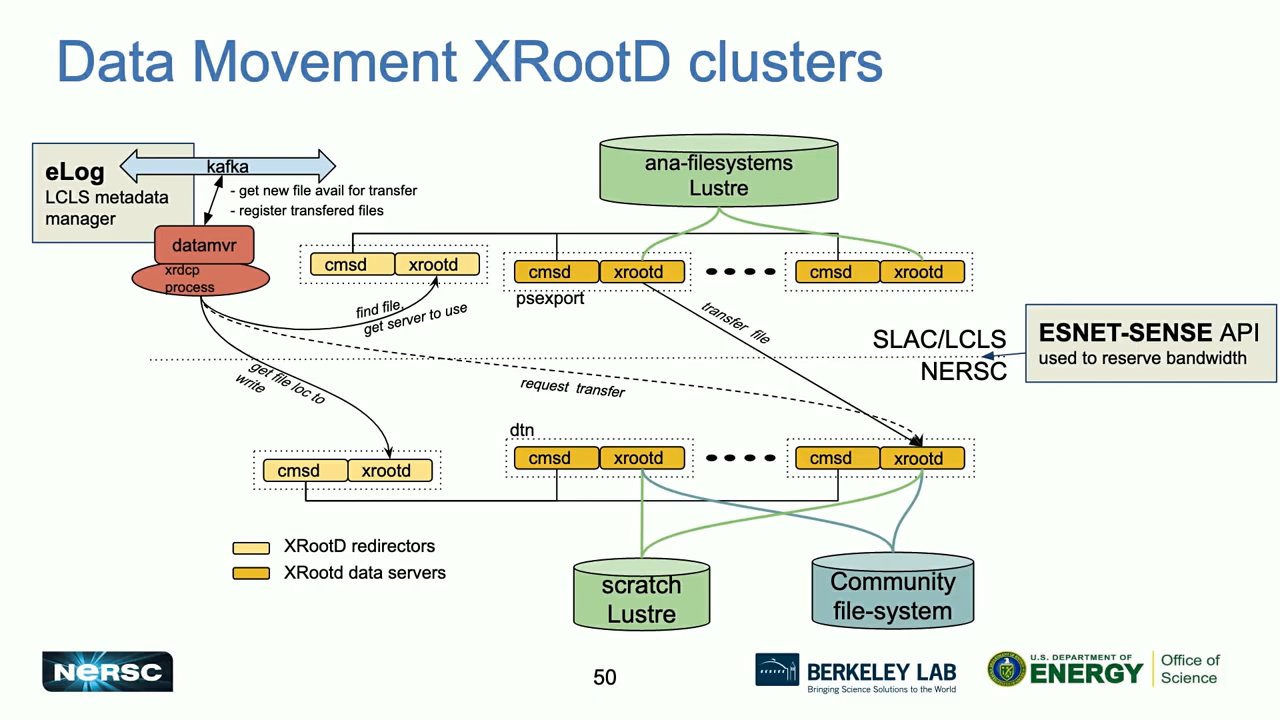 Data Movement XRootD clusters
eLog
LCLS metadata
manager
kafka
- get new file avail for transfer
- register transfered files
datamvr
xrdcp
process
ana-filesystems
Lustre
cmsd xrootd
cmsd xrootd
cmsd xrootd
psexport
find file,
get server to use
transfer file
SLAC/LCLS
NERSC
ESNET-SENSE API
used to reserve bandwidth
get file loc to
write
request transfer
dtn
cmsd xrootd
cmsd xrootd
cmsd xrootd
XRootD redirectors
XRootd data servers
scratch
Lustre
Community
file-system
NERSC
50
BERKELEY LAB
Bringing Science Solutions to the World
U.S. DEPARTMENT OF
ENERGY
Office of
Science